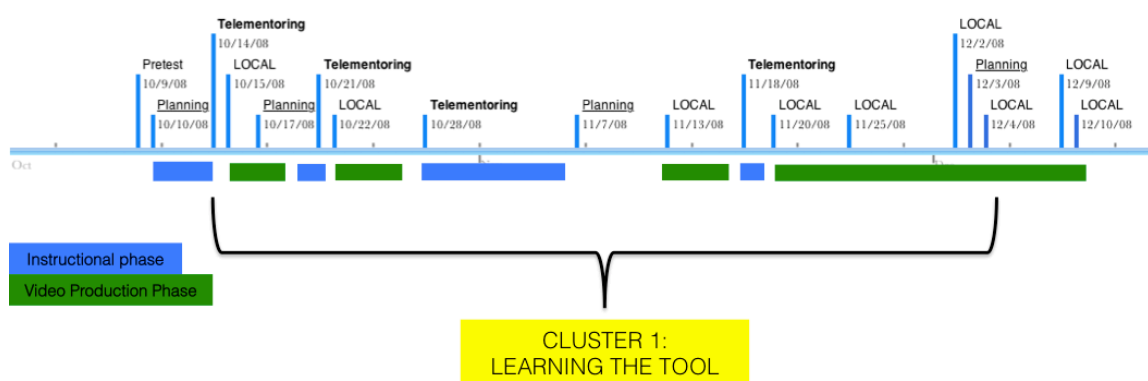 Telementoring
10/14/08
LOCAL
12/2/08
Pretest
10/9/08
LOCAL
10/15/08
Telementoring
10/21/08
Telementoring
11/18/08
Planning
12/3/08
LOCAL
12/9/08
Planning
10/10/08
Planning
10/17/08
LOCAL
10/22/08
Telementoring
10/28/08
Planning
11/7/08
LOCAL
11/13/08
LOCAL
11/20/08
LOCAL
11/25/08
LOCAL
12/4/08
LOCAL
12/10/08
Oct
Instructional phase
Video Production Phase
CLUSTER 1:
LEARNING THE TOOL